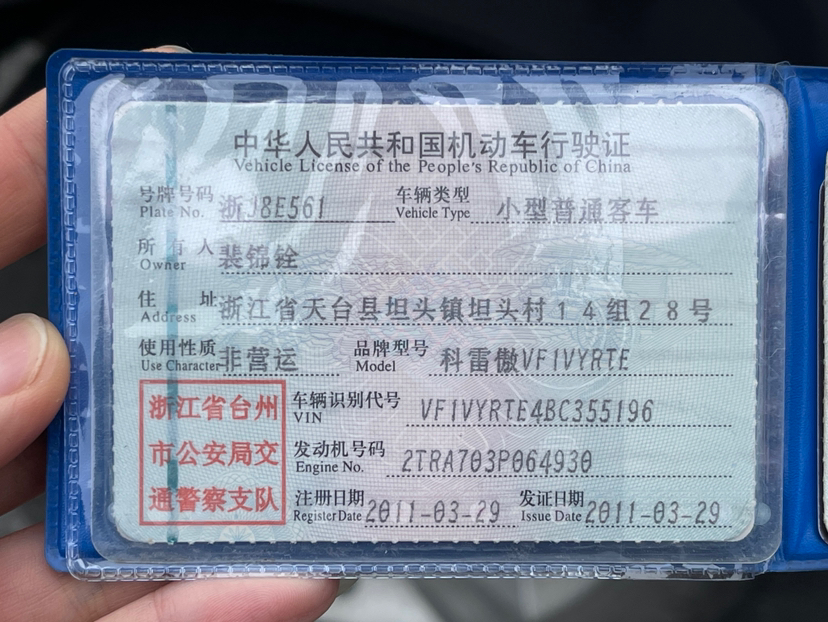 中华人民共和国机动车行驶证
Vehicle License of the People's Republic of China
号牌号码 浙J8E561 车辆类型 小型普通客车
Plate No. Vehicle Type
所有人 裴锦铨
Owner
住址 浙江省天台县坦头镇坦头村14组28号
Address
使用性质 非营运 品牌型号 科雷傲VF1VYRTE
Use Character Model
浙江省台州
市公安局交
通警察支队
车辆识别代号 VF1VYRTE4BC355196
VIN
发动机号码 2TRA703P064930
Engine No.
注册日期 2011-03-29 发证日期 2011-03-29
Register Date Issue Date